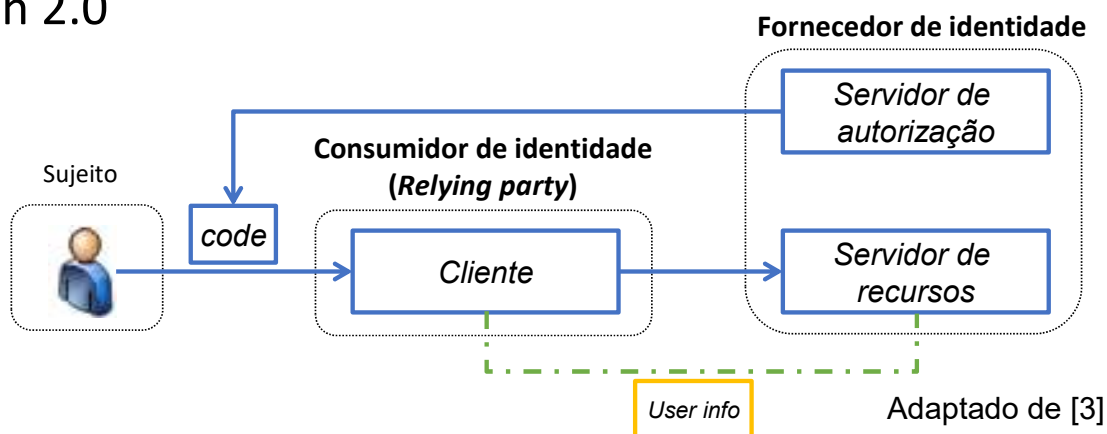 n 2.0
Fornecedor de identidade
Servidor de
autorização
Consumidor de identidade
(Relying party)
Sujeito
code
Cliente
Servidor de
recursos
User info
Adaptado de [3]